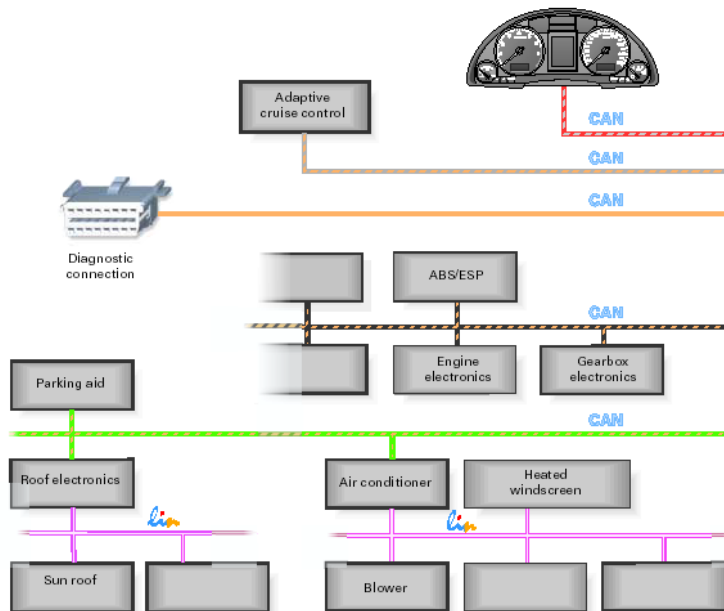 CAN
Adaptive
cruise control
CAN
CAN
Diagnostic
connection
ABS/ESP
CAN
Engine
electronics
Gearbox
electronics
Parking aid
CAN
Roof electronics
Air conditioner
Heated
windscreen
lin
lin
Sun roof
Blower